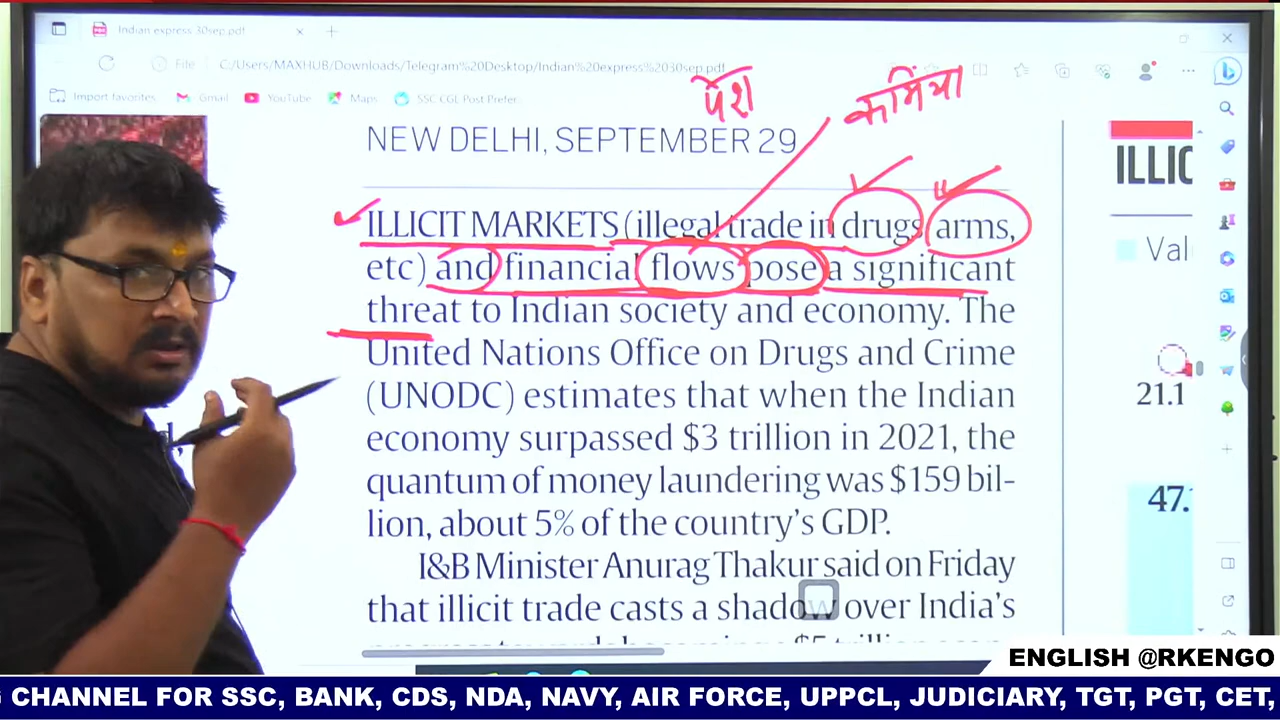 Indian express 30sep.pdf
File
C:/Users/MAXHUB/Downloads/Telegram%20Desktop/Indian%20express%2030sep.pdf
Import favorites
Gmail
YouTube
Maps
SSC CGL Post Prefer...
पेश
कमियां
NEW DELHI, SEPTEMBER 29
ILLICIT MARKETS (illegal trade in drugs arms,
etc) and financial flows pose a significant
threat to Indian society and economy. The
United Nations Office on Drugs and Crime
(UNODC) estimates that when the Indian
economy surpassed $3 trillion in 2021, the
quantum of money laundering was $159 bil-
lion, about 5% of the country's GDP.
I&B Minister Anurag Thakur said on Friday
that illicit trade casts a shadow over India's
ILLIC
Val
21.1
47.
ENGLISH @RKENGO
CHANNEL FOR SSC, BANK, CDS, NDA, NAVY, AIR FORCE, UPPCL, JUDICIARY, TGT, PGT, CET,